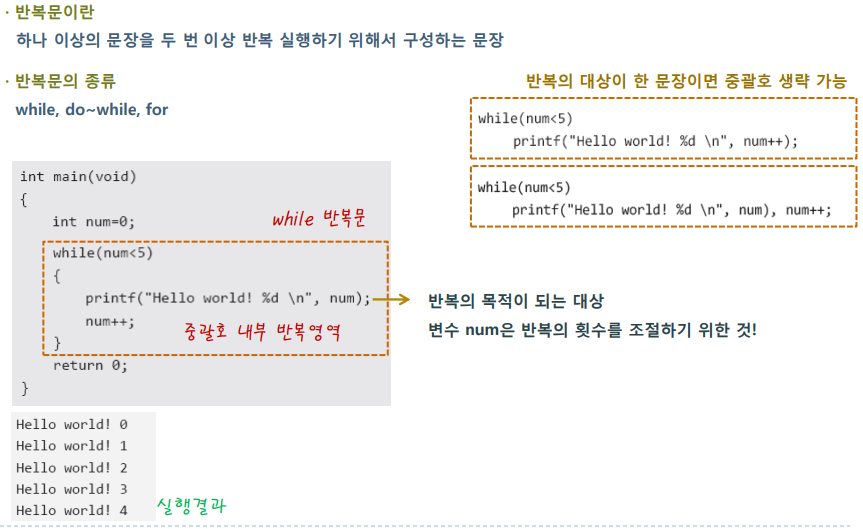 · 반복문이란
하나 이상의 문장을 두 번 이상 반복 실행하기 위해서 구성하는 문장
· 반복문의 종류
while, do~while, for
반복의 대상이 한 문장이면 중괄호 생략 가능
while(num<5)
printf("Hello world! %d \n", num++);
while(num<5)
printf("Hello world! %d \n", num), num++;
int main(void)
{
int num=0;
while 반복문
while(num<5)
{
printf("Hello world! %d \n", num);
num++;
중괄호 내부 반복영역
}
return 0;
}
반복의 목적이 되는 대상
변수 num은 반복의 횟수를 조절하기 위한 것!
Hello world! 0
Hello world! 1
Hello world! 2
Hello world! 3
Hello world! 4
실행결과